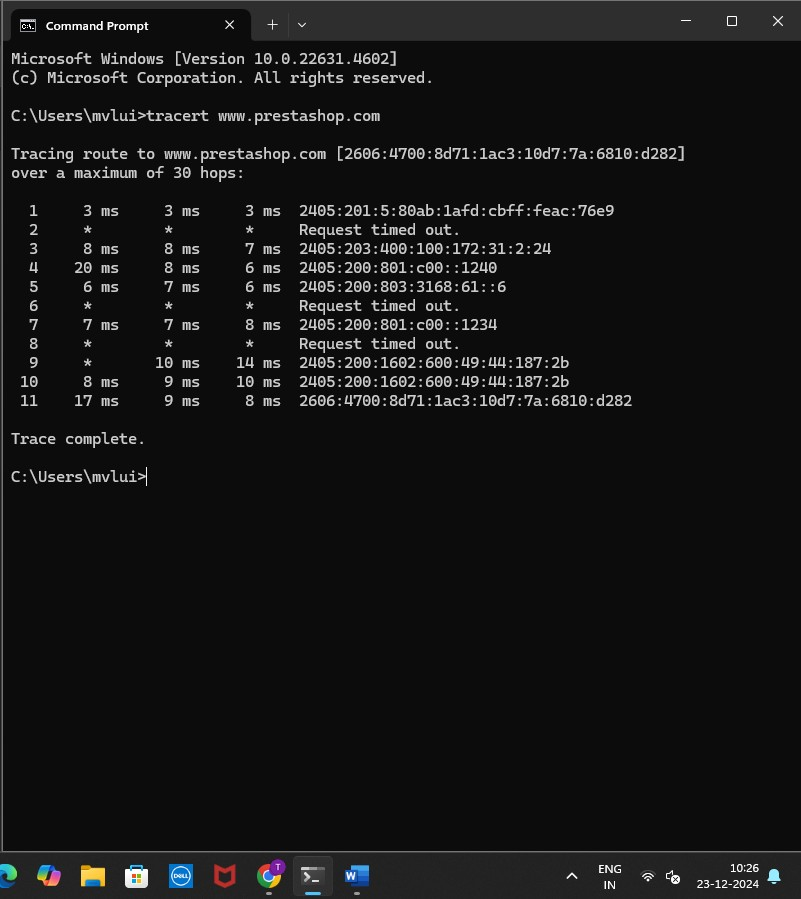 Command Prompt
Microsoft Windows [Version 10.0.22631.4602]
(c) Microsoft Corporation. All rights reserved.
C:\Users\mvlui>tracert www.prestashop.com
Tracing route to www.prestashop.com [2606:4700:8d71:1ac3:10d7:7a:6810:d282]
over a maximum of 30 hops:
1 3 ms 3 ms 3 ms 2405:201:5:80ab:1afd:cbff:feac:76e9
2 * * * Request timed out.
3 8 ms 8 ms 7 ms 2405:203:400:100:172:31:2:24
4 20 ms 8 ms 6 ms 2405:200:801:c00::1240
5 6 ms 7 ms 6 ms 2405:200:803:3168:61::6
6 * * * Request timed out.
7 7 ms 7 ms 8 ms 2405:200:801:c00::1234
8 * * * Request timed out.
9 * 10 ms 14 ms 2405:200:1602:600:49:44:187:2b
10 8 ms 9 ms 10 ms 2405:200:1602:600:49:44:187:2b
11 17 ms 9 ms 8 ms 2606:4700:8d71:1ac3:10d7:7a:6810:d282
Trace complete.
C:\Users\mvlui>
DELL
T
W
ENG
IN
10:26
23-12-2024